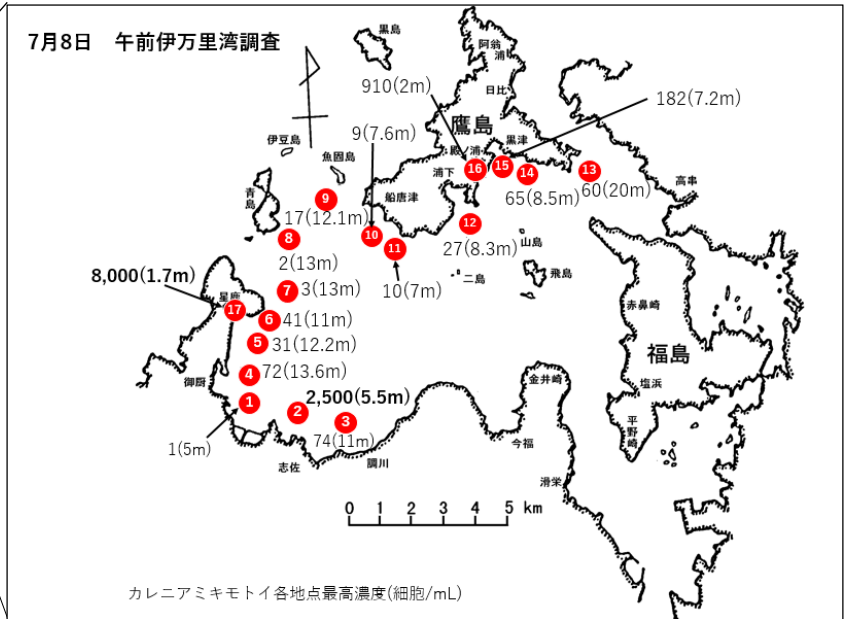 7月8日　午前伊万里湾調査
黒島
阿翁浦
日比
910(2m)
182(7.2m)
鷹島
伊豆島
9(7.6m)
黒津
殿ノ浦
魚固島
16
15
14
13
浦下
60(20m)
高串
青島
船唐津
65(8.5m)
9
17(12.1m)
12
8
10
11
27(8.3m)
山島
2(13m)
二島
飛島
8,000(1.7m)
10(7m)
7
3(13m)
星鹿
17
赤鼻崎
6
41(11m)
5
31(12.2m)
福島
4
72(13.6m)
御厨
金井崎
塩浜
1
2
2,500(5.5m)
3
平野崎
74(11m)
1(5m)
今福
志佐
調川
滑栄
0 1 2 3 4 5 km
カレニアミキモトイ各地点最高濃度(細胞/mL)